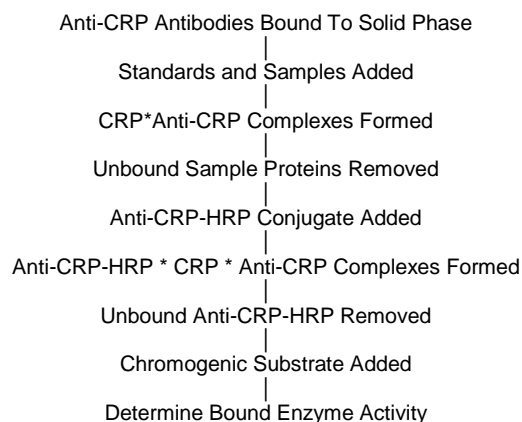 Anti-CRP Antibodies Bound To Solid Phase
Standards and Samples Added
CRP*Anti-CRP Complexes Formed
Unbound Sample Proteins Removed
Anti-CRP-HRP Conjugate Added
Anti-CRP-HRP * CRP * Anti-CRP Complexes Formed
Unbound Anti-CRP-HRP Removed
Chromogenic Substrate Added
Determine Bound Enzyme Activity